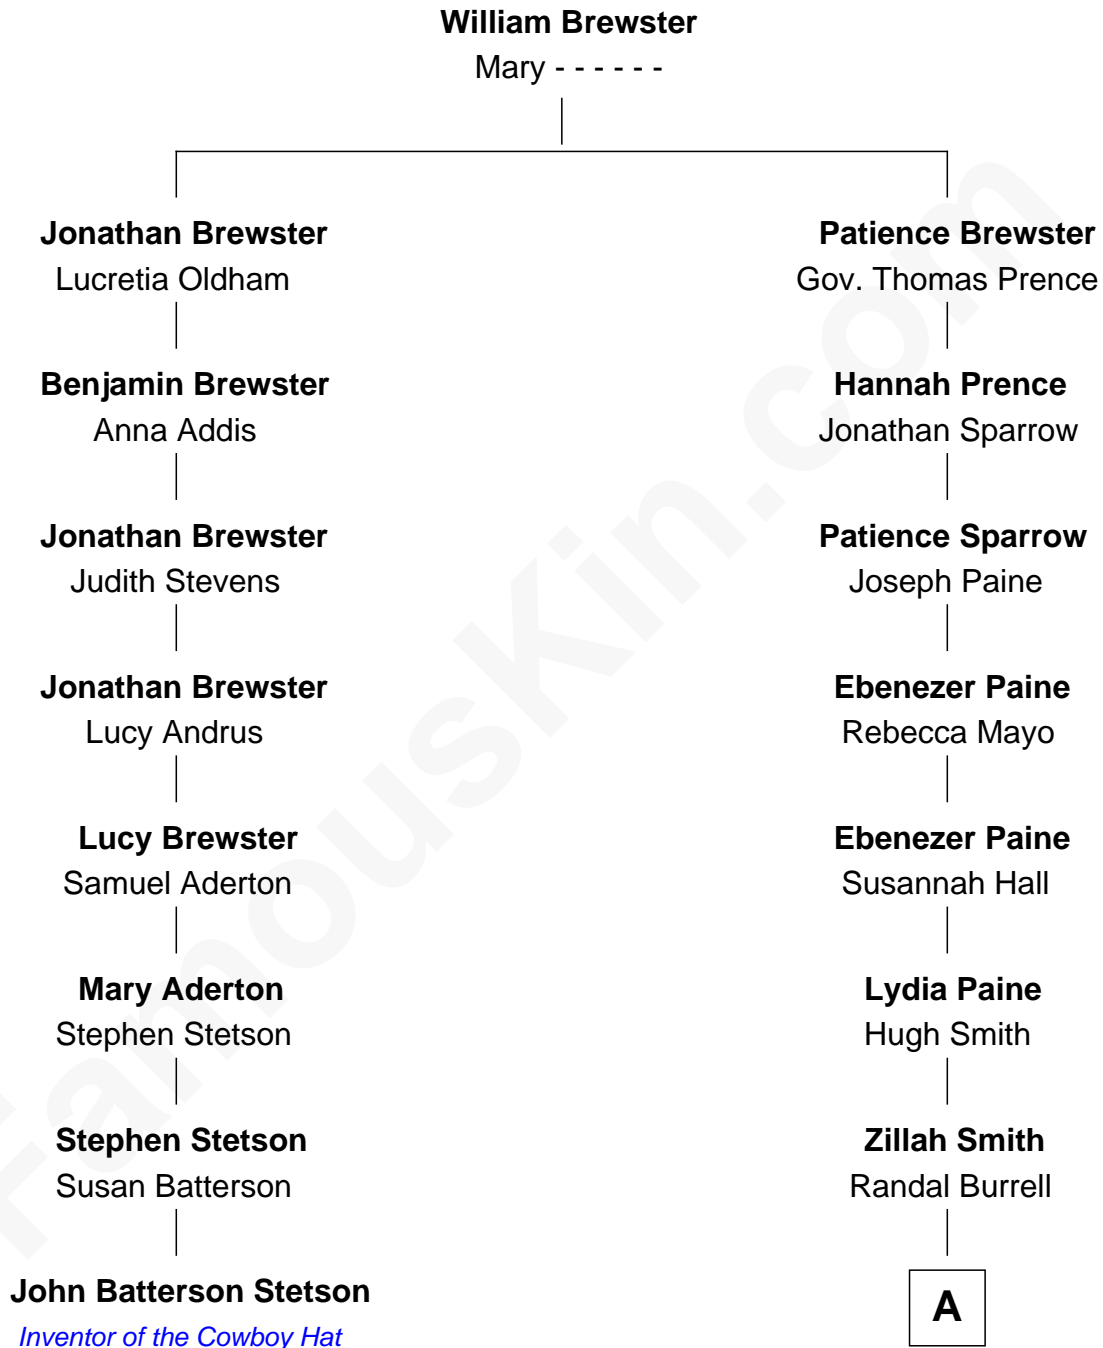 William Brewster
Mary - - - - - -
Jonathan Brewster
Lucretia Oldham
Patience Brewster
Gov. Thomas Prence
Benjamin Brewster
Anna Addis
Hannah Prence
Jonathan Sparrow
Jonathan Brewster
Judith Stevens
Patience Sparrow
Joseph Paine
Jonathan Brewster
Lucy Andrus
Ebenezer Paine
Rebecca Mayo
Lucy Brewster
Samuel Aderton
Ebenezer Paine
Susannah Hall
Mary Aderton
Stephen Stetson
Lydia Paine
Hugh Smith
Stephen Stetson
Susan Batterson
Zillah Smith
Randal Burrell
John Batterson Stetson
Inventor of the Cowboy Hat
A
FamousKin.com